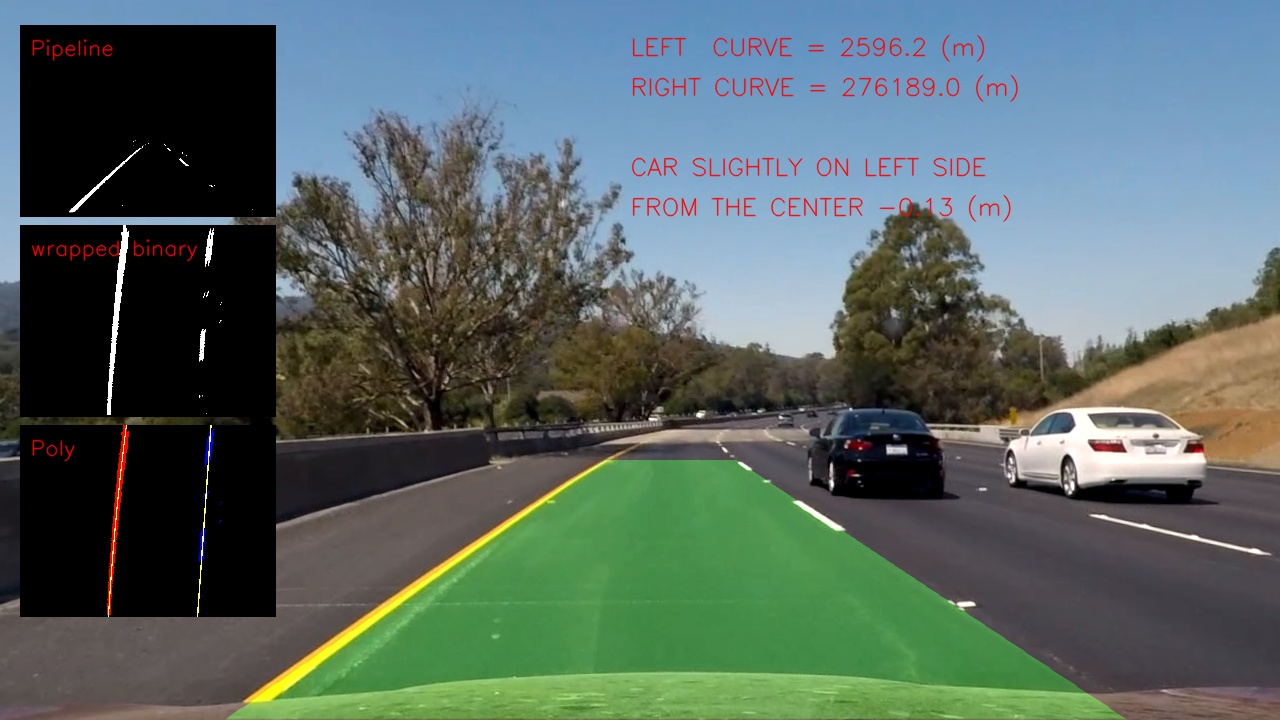 Pipeline
wrapped binary
Poly
LEFT CURVE = 2596.2 (m)
RIGHT CURVE = 276189.0 (m)
CAR SLIGHTLY ON LEFT SIDE
FROM THE CENTER -0.13 (m)